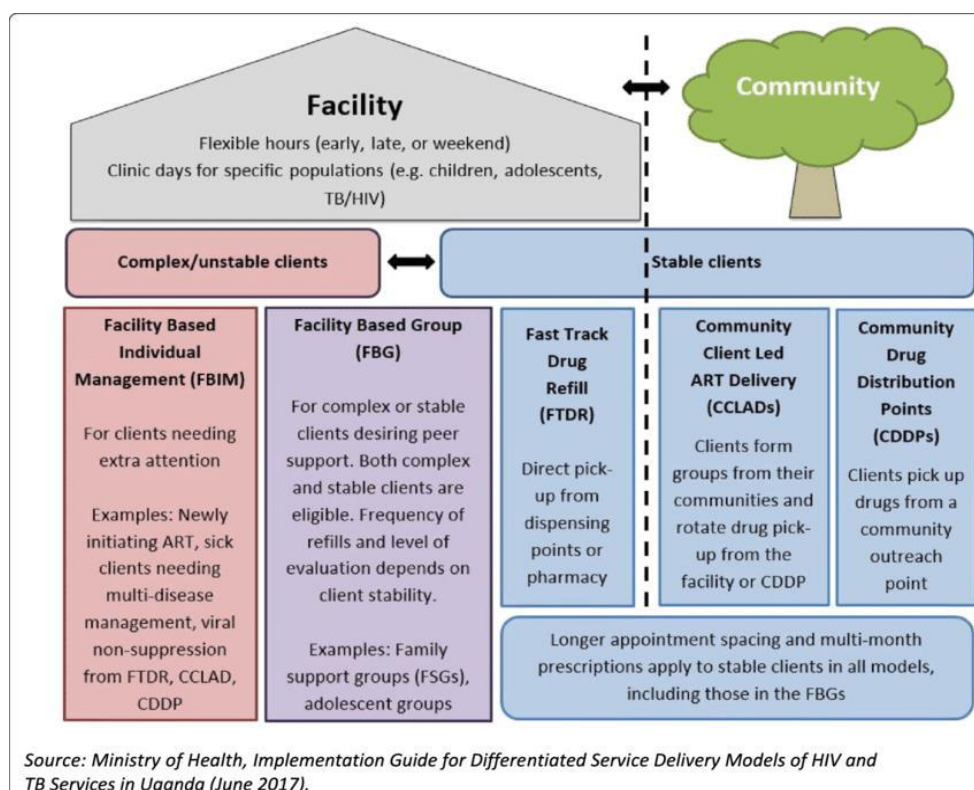 Facility
Flexible hours (early, late, or weekend)
Clinic days for specific populations (e.g. children, adolescents,
TB/HIV)
Community
Complex/unstable clients
Stable clients
Facility Based
Individual
Management (FBIM)
For clients needing
extra attention
Examples: Newly
initiating ART, sick
clients needing
multi-disease
management, viral
non-suppression
from FTDR, CCLAD,
CDDP
Facility Based Group
(FBG)
For complex or stable
clients desiring peer
support. Both complex
and stable clients are
eligible. Frequency of
refills and level of
evaluation depends on
client stability.
Examples: Family
support groups (FSGs),
adolescent groups
Fast Track
Drug
Refill
(FTDR)
Direct pick-
up from
dispensing
points or
pharmacy
Community
Client Led
ART Delivery
(CCLADs)
Clients form
groups from their
communities and
rotate drug pick-
up from the
facility or CDDP
Community
Drug
Distribution
Points
(CDDPs)
Clients pick up
drugs from a
community
outreach
point
Longer appointment spacing and multi-month
prescriptions apply to stable clients in all models,
including those in the FBGs
Source: Ministry of Health, Implementation Guide for Differentiated Service Delivery Models of HIV and
TB Services in Uganda (June 2017).